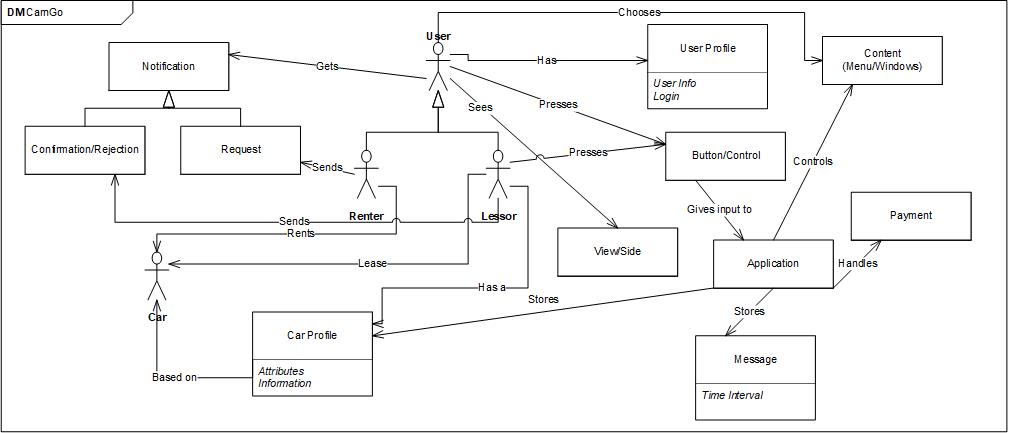 DM CamGo
Chooses
User
Notification
Gets
Has
User Profile
User Info
Login
Content
(Menu/Windows)
Sees
Presses
Confirmation/Rejection
Request
Sends
Presses
Button/Control
Controls
Renter
Lessor
Gives input to
Payment
Sends
Rents
View/Side
Application
Handles
Lease
Car
Has a
Stores
Stores
Car Profile
Attributes
Information
Based on
Message
Time Interval